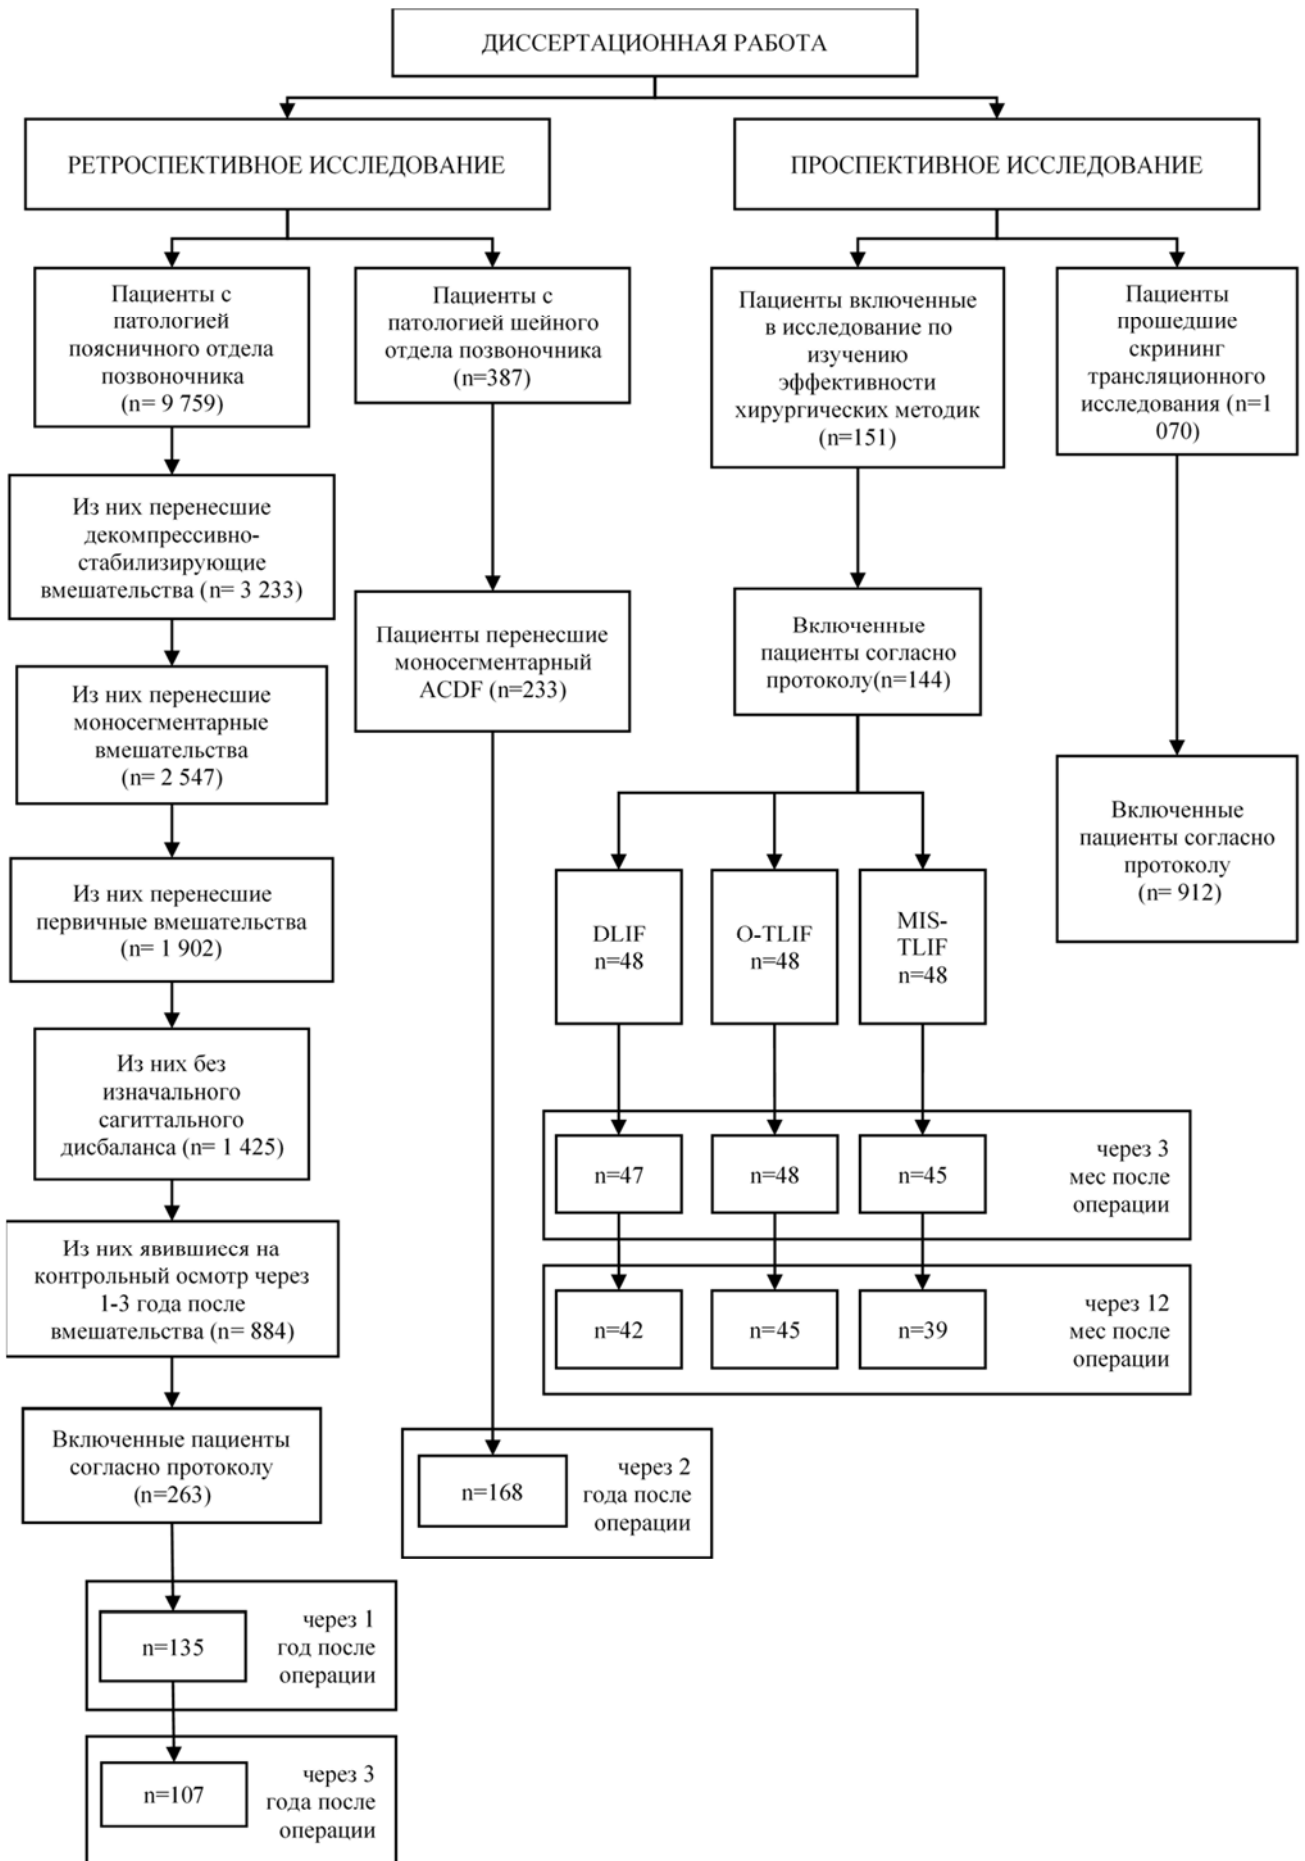 ДИССЕРТАЦИОННАЯ РАБОТА
РЕТРОСПЕКТИВНОЕ ИССЛЕДОВАНИЕ
ПРОСПЕКТИВНОЕ ИССЛЕДОВАНИЕ
Пациенты с
патологией
поясничного отдела
позвоночника
(n= 9 759)
Пациенты с
патологией шейного
отдела позвоночника
(n=387)
Пациенты включенные
в исследование по
изучению
эффективности
хирургических методик
(n=151)
Пациенты
прошедшие
скрининг
трансляционного
исследования (n=1
070)
Из них перенесшие
декомпрессивно-
стабилизирующие
вмешательства (n= 3 233)
Пациенты перенесшие
моносегментарный
ACDF (n=233)
Включенные
пациенты согласно
протоколу(n=144)
Из них перенесшие
моносегментарные
вмешательства
(n= 2 547)
Включенные
пациенты согласно
протоколу
(n= 912)
Из них перенесшие
первичные вмешательства
(n= 1 902)
DLIF
n=48
O-TLIF
n=48
MIS-
TLIF
n=48
Из них без
изначального
сагиттального
дисбаланса (n= 1 425)
n=47
n=48
n=45
через 3
мес после
операции
Из них явившиеся на
контрольный осмотр через
1-3 года после
вмешательства (n= 884)
n=42
n=45
n=39
через 12
мес после
операции
Включенные пациенты
согласно протоколу
(n=263)
n=168
через 2
года после
операции
n=135
через 1
год после
операции
n=107
через 3
года после
операции